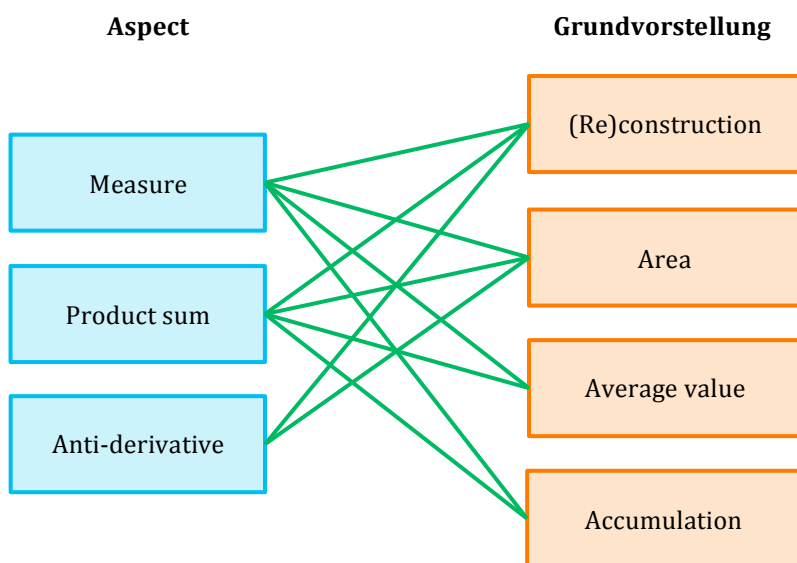 Aspect
Grundvorstellung
Measure
Product sum
Anti-derivative
(Re)construction
Area
Average value
Accumulation